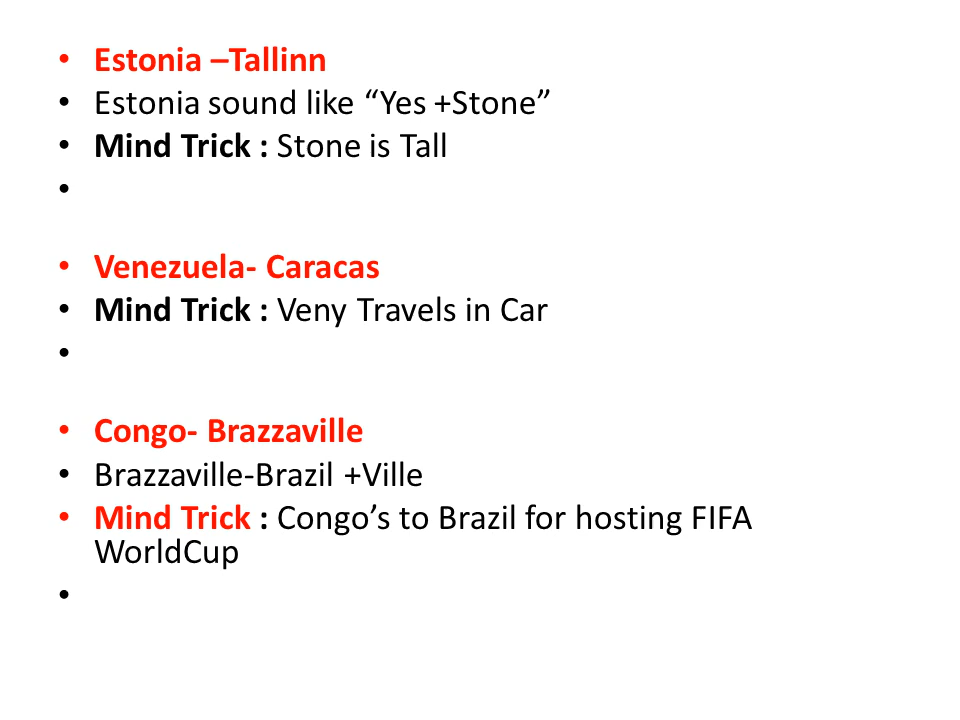 • Estonia –Tallinn
• Estonia sound like “Yes +Stone”
• Mind Trick : Stone is Tall
•
• Venezuela- Caracas
• Mind Trick : Veny Travels in Car
•
• Congo- Brazzaville
• Brazzaville-Brazil +Ville
• Mind Trick : Congo’s to Brazil for hosting FIFA
WorldCup
•